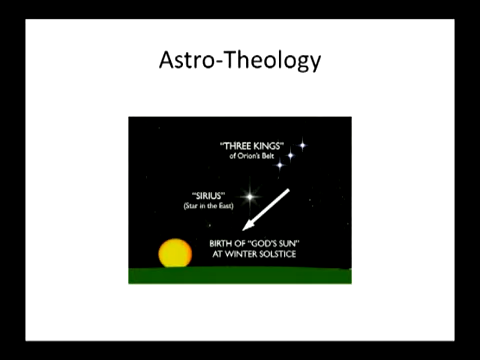 Astro-Theology
"THREE KINGS"
of Orion's Belt
"SIRIUS"
(Star in the East)
BIRTH OF "GOD'S SUN"
AT WINTER SOLSTICE